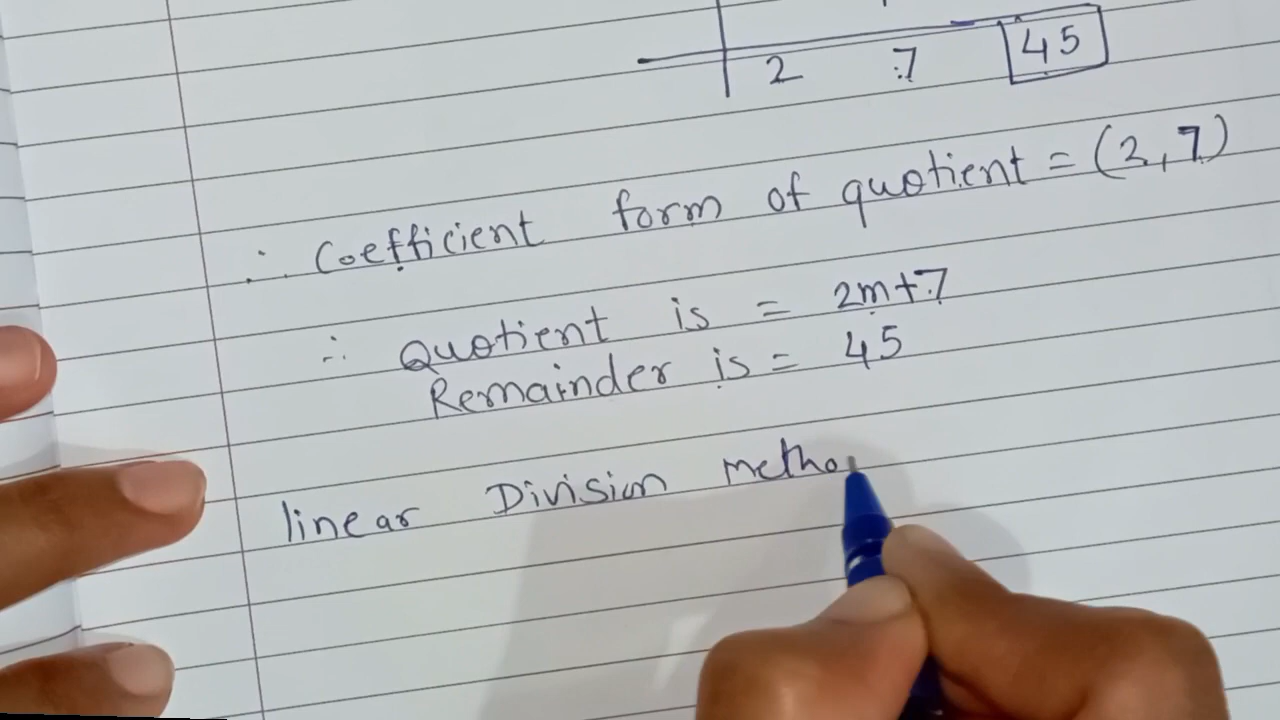 2 7 45
∴ Coefficient form of quotient = (2,7)
∴ Quotient is = 2m+7
Remainder is = 45
linear Division Metho